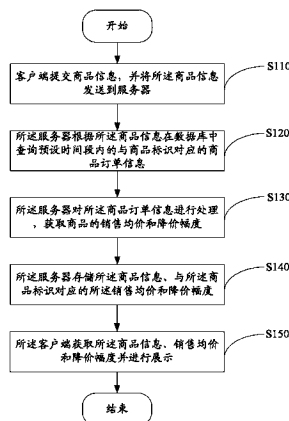 开始
客户端提交商品信息，并将所述商品信息
发送到服务器
S110
所述服务器根据所述商品信息在数据库中
查询预设时间段内的与商品标识对应的商
品订单信息
S120
所述服务器对所述商品订单信息进行处理
，获取商品的销售均价和降价幅度
S130
所述服务器存储所述商品信息、与所述商
品标识对应的所述销售均价和降价幅度
S140
所述客户端获取所述商品信息、销售均价
和降价幅度并进行展示
S150
结束